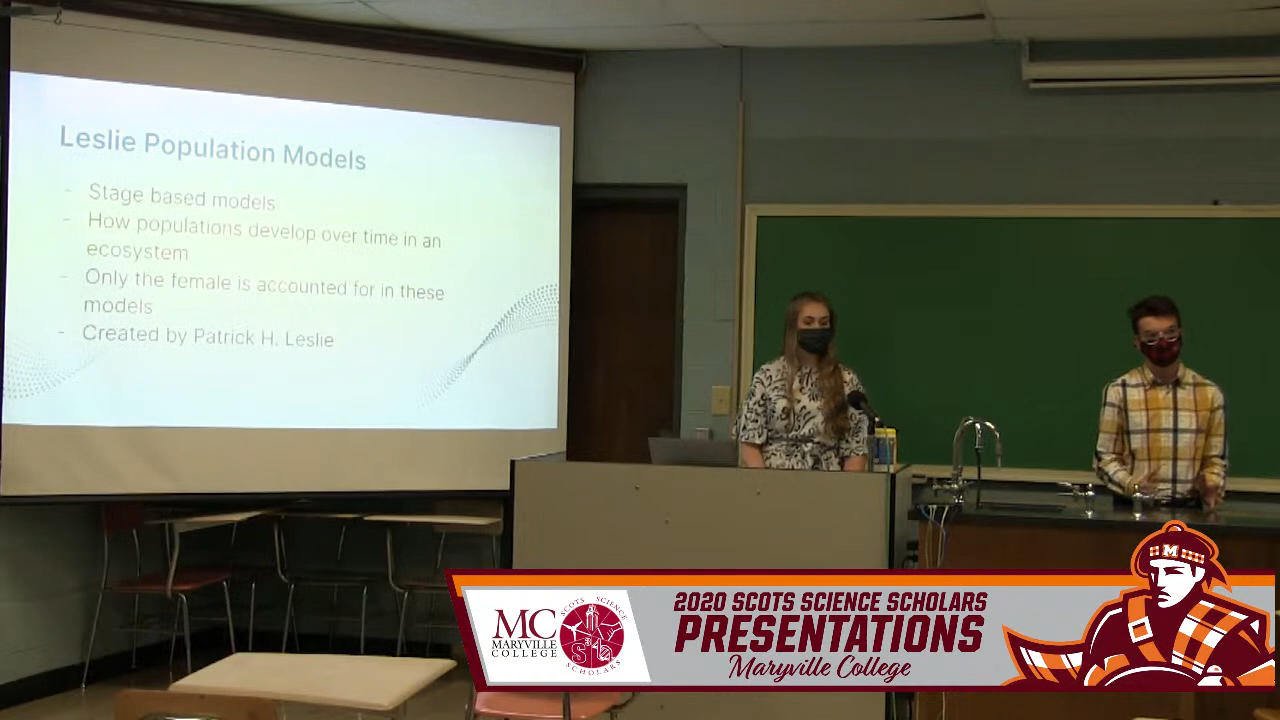 Leslie Population Models
- Stage based models
- How populations develop over time in an
ecosystem
- Only the female is accounted for in these
models
- Created by Patrick H. Leslie
MC
MARYVILLE
COLLEGE
SCOTS SCIENCE
SCHOLARS
2020 SCOTS SCIENCE SCHOLARS
PRESENTATIONS
Maryville College
M